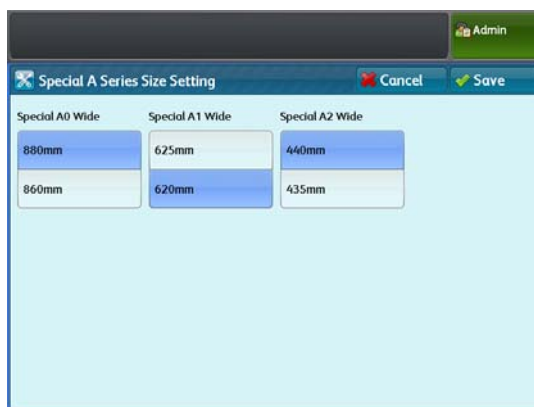 Admin
Special A Series Size Setting Cancel Save
Special A0 Wide Special A1 Wide Special A2 Wide
880mm 625mm 440mm
860mm 620mm 435mm